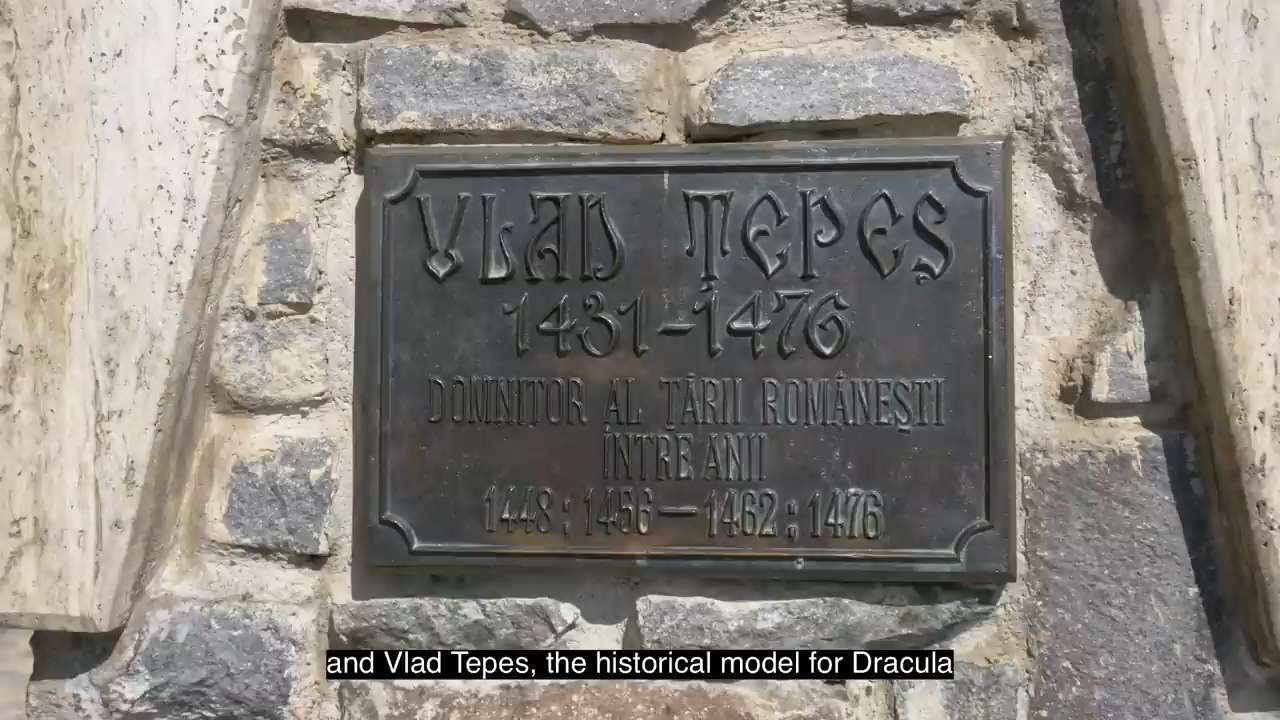 VLAD ȚEPEȘ
1431-1476
DOMNITOR AL ȚĂRII ROMÂNEȘTI
ÎNTRE ANII
1448; 1456 — 1462; 1476
and Vlad Tepes, the historical model for Dracula